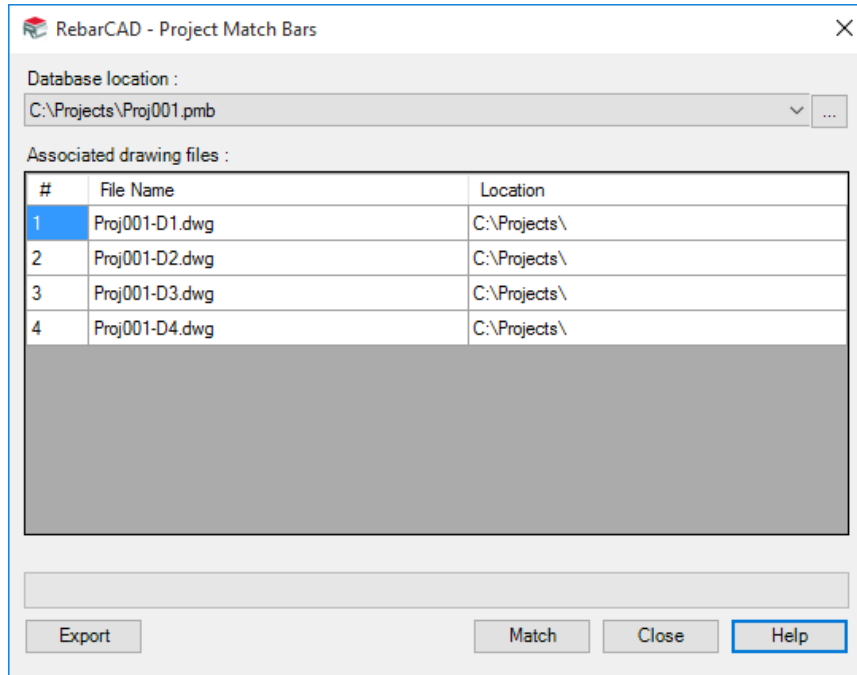 RebarCAD - Project Match Bars
Database location :
C:\Projects\Proj001.pmb ...
Associated drawing files :
# File Name Location
1 Proj001-D1.dwg C:\Projects\
2 Proj001-D2.dwg C:\Projects\
3 Proj001-D3.dwg C:\Projects\
4 Proj001-D4.dwg C:\Projects\
Export Match Close Help